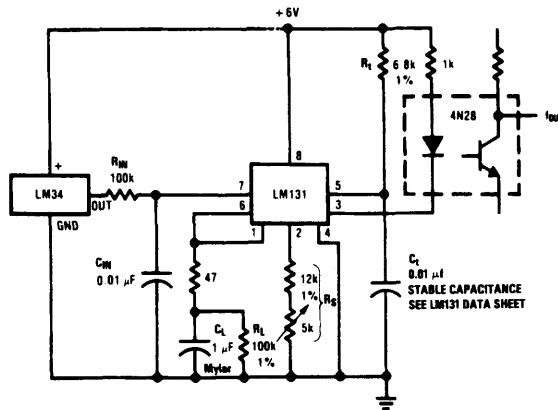 + 6V
Rt
6 8k
1%
1k
4N28
fOUT
+
LM34
OUT
GND
RIN
100k
8
7
LM131
5
6
3
1
2
4
CIN
0.01 μF
47
12k
1%
RS
5k
CL
1 μF
Mylar
RL
100k
1%
Ct
0.01 μf
STABLE CAPACITANCE
SEE LM131 DATA SHEET